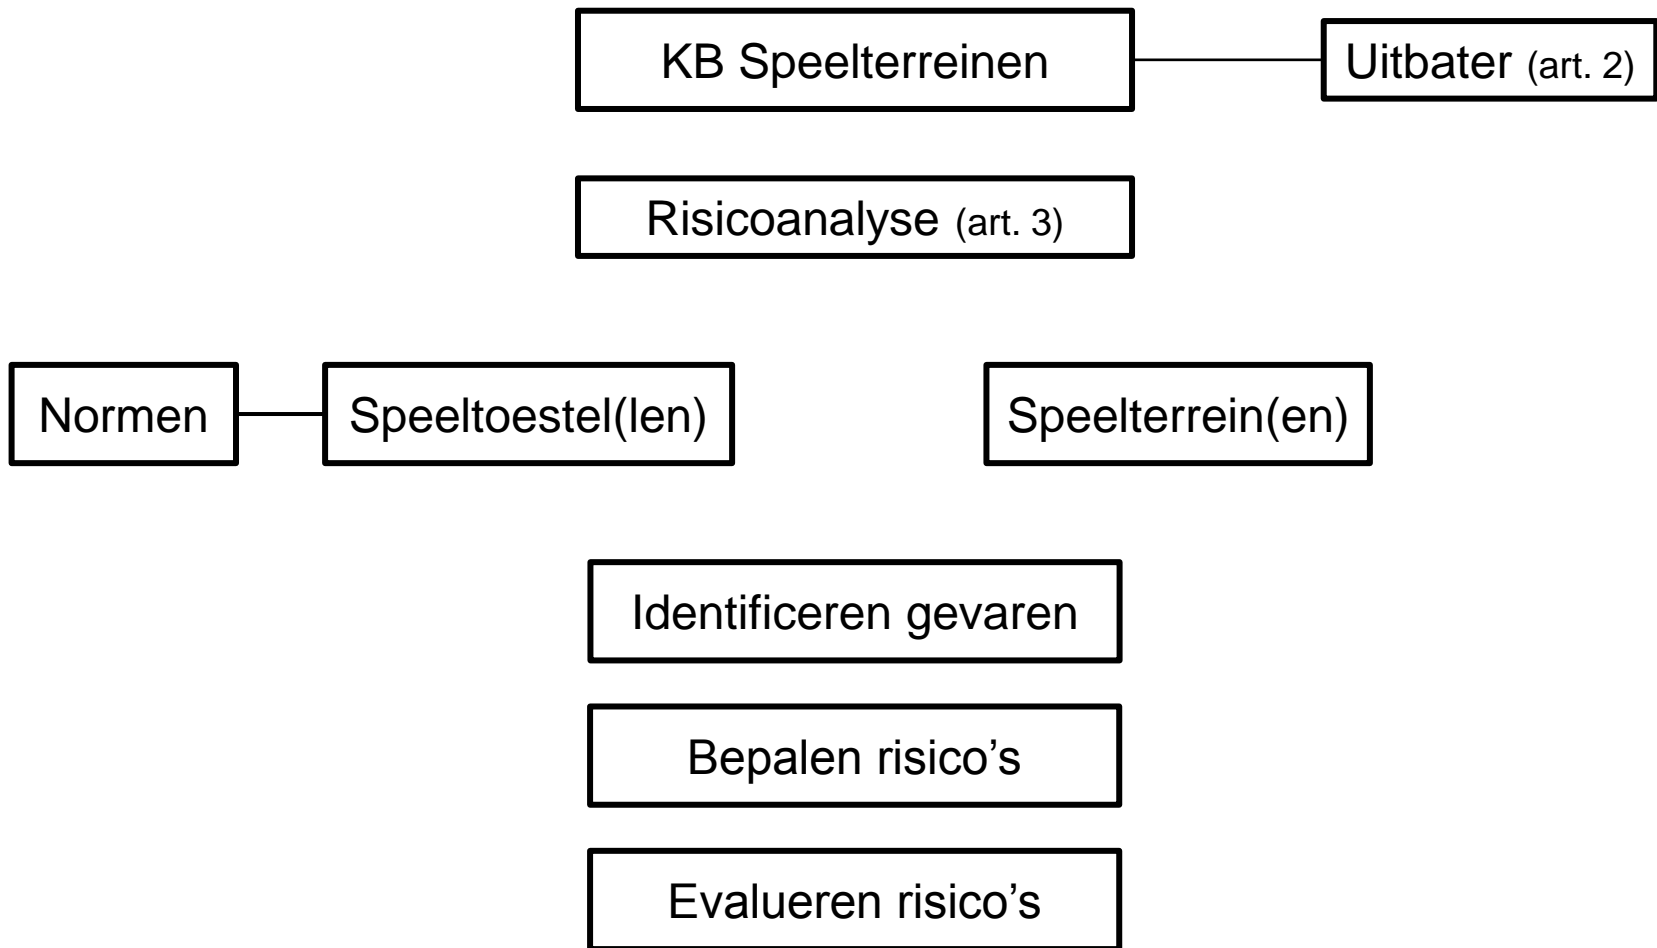 KB Speelterreinen
Uitbater (art. 2)
Risicoanalyse (art. 3)
Normen
Speeltoestel(len)
Speelterrein(en)
Identificeren gevaren
Bepalen risico’s
Evalueren risico’s